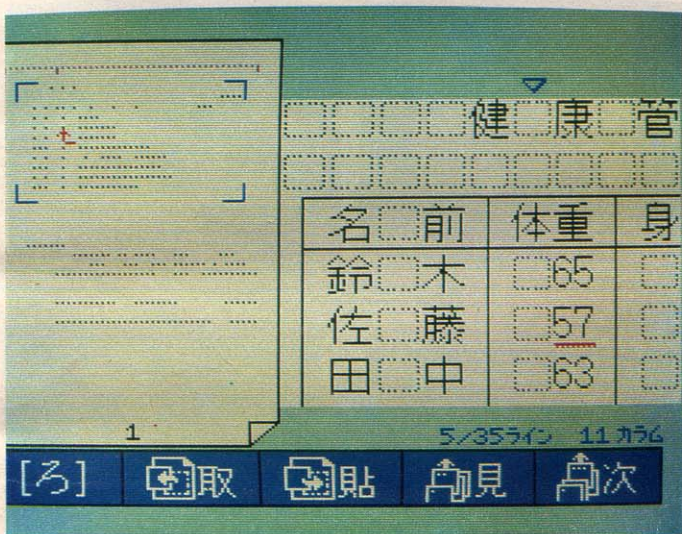 健康管
名前 体重 身
鈴木 65
佐藤 57
田中 63
1
5/35ライン 11カラム
[ろ] 取 貼 見 次